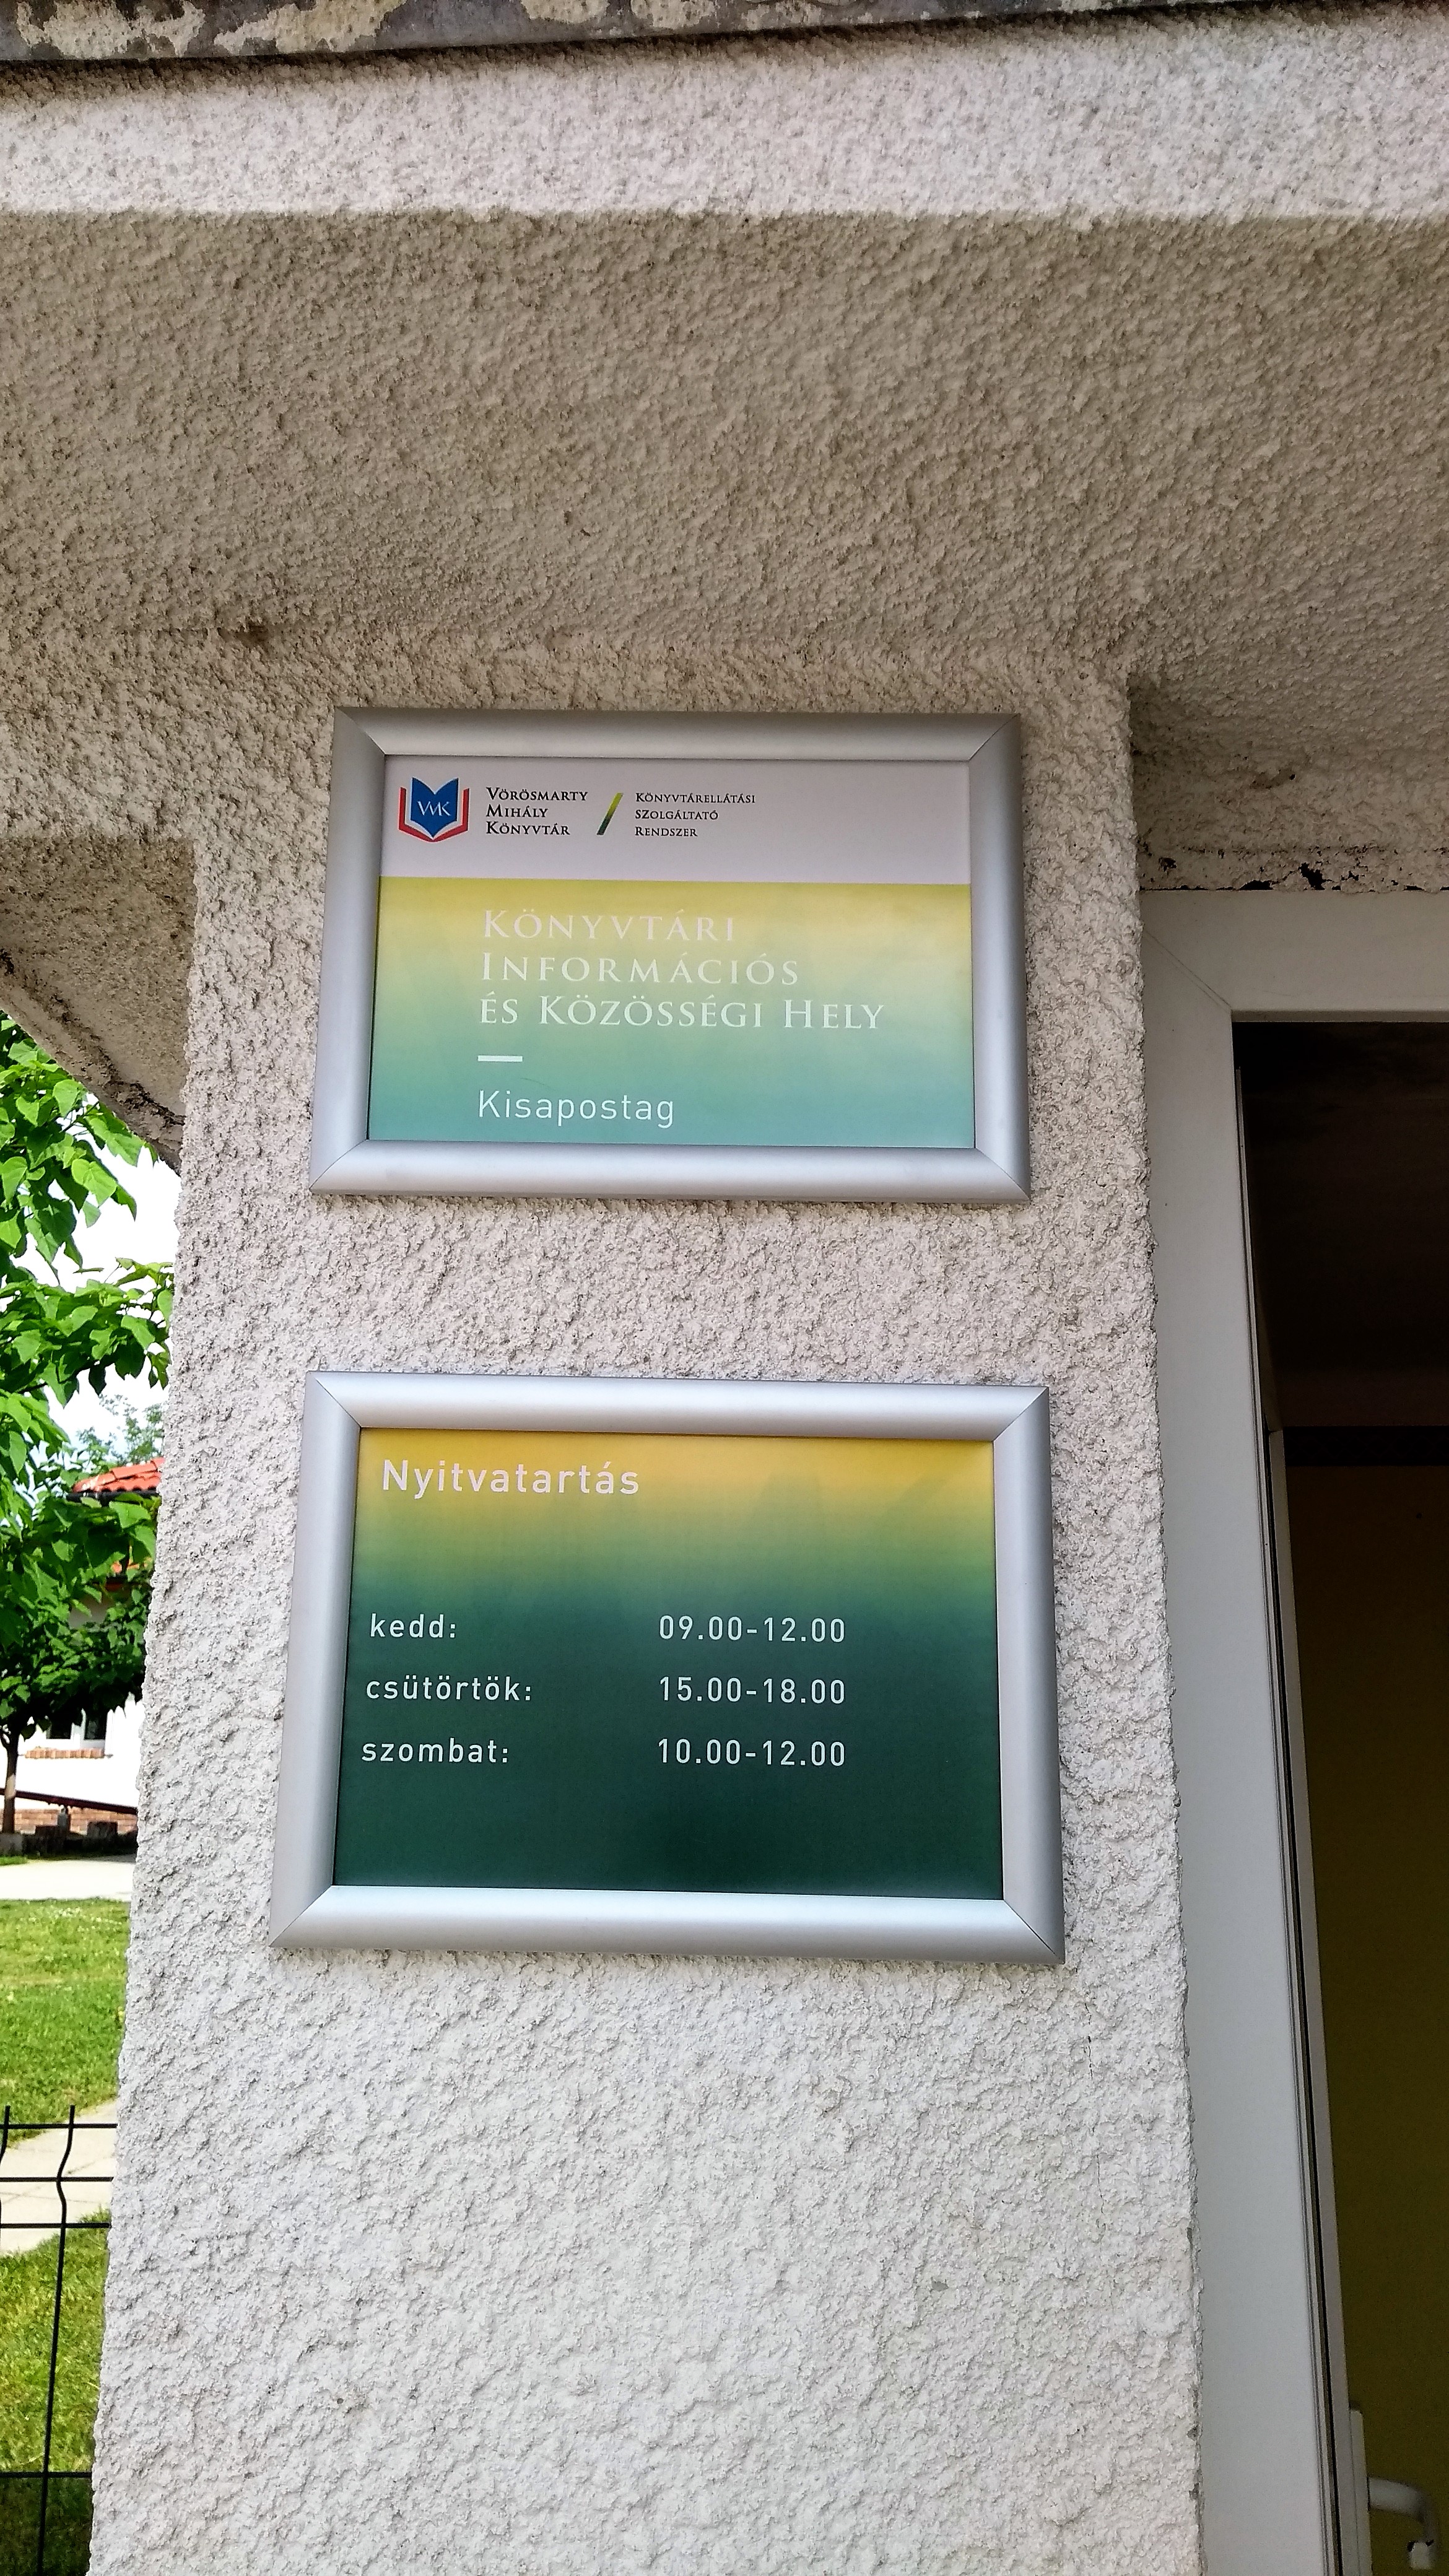 VMK
Vörösmarty
Mihály
Könyvtár
Könyvtárellátási
Szolgáltató
Rendszer
Könyvtári
Információs
és Közösségi Hely
Kisapostag
Nyitvatartás
kedd: 09.00-12.00
csütörtök: 15.00-18.00
szombat: 10.00-12.00